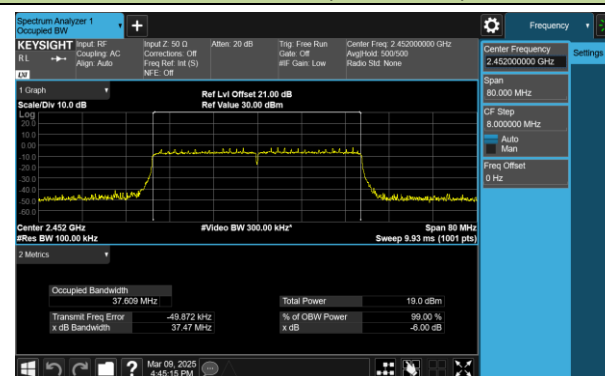 Spectrum Analyzer 1
Occupied BW
Frequency
KEYSIGHT
RL
LNI
Input: RF
Coupling: AC
Align: Auto
Input Z: 50 Ω
Corrections: Off
Freq Ref: Int (S)
NFE: Off
Atten: 20 dB
Trig: Free Run
Gate: Off
#IF Gain: Low
Center Freq: 2.452000000 GHz
Avg|Hold: 500/500
Radio Std: None
Center Frequency
2.452000000 GHz
Settings
Span
80.000 MHz
CF Step
8.000000 MHz
Auto
Man
Freq Offset
0 Hz
1 Graph
Scale/Div 10.0 dB
Ref Lvl Offset 21.00 dB
Ref Value 30.00 dBm
Log
20.0
10.0
0.00
-10.0
-20.0
-30.0
-40.0
-50.0
-60.0
Center 2.452 GHz
#Video BW 300.00 kHz*
Span 80 MHz
#Res BW 100.00 kHz
Sweep 9.93 ms (1001 pts)
2 Metrics
Occupied Bandwidth
37.609 MHz
Total Power
19.0 dBm
Transmit Freq Error
-49.872 kHz
% of OBW Power
99.00 %
x dB Bandwidth
37.47 MHz
x dB
-6.00 dB
?
Mar 09, 2025
4:45:15 PM